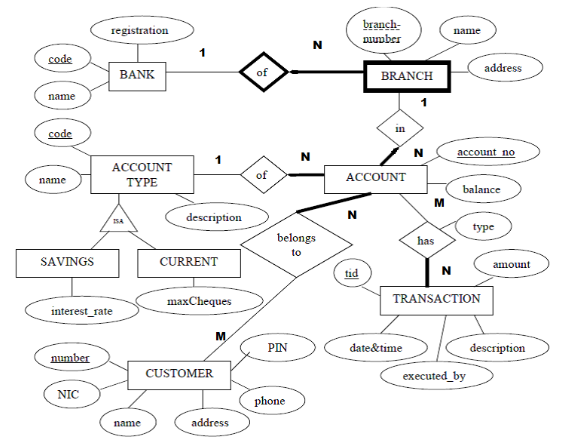 registration
branch-
number
name
code
1
N
BANK
of
BRANCH
address
name
1
code
in
ACCOUNT
TYPE
1
of
N
ACCOUNT
N
account_no
name
balance
description
N
M
type
ISA
belongs
to
has
SAVINGS
CURRENT
tid
N
amount
interest_rate
maxCheques
TRANSACTION
M
number
PIN
date&time
description
CUSTOMER
executed_by
NIC
phone
name
address